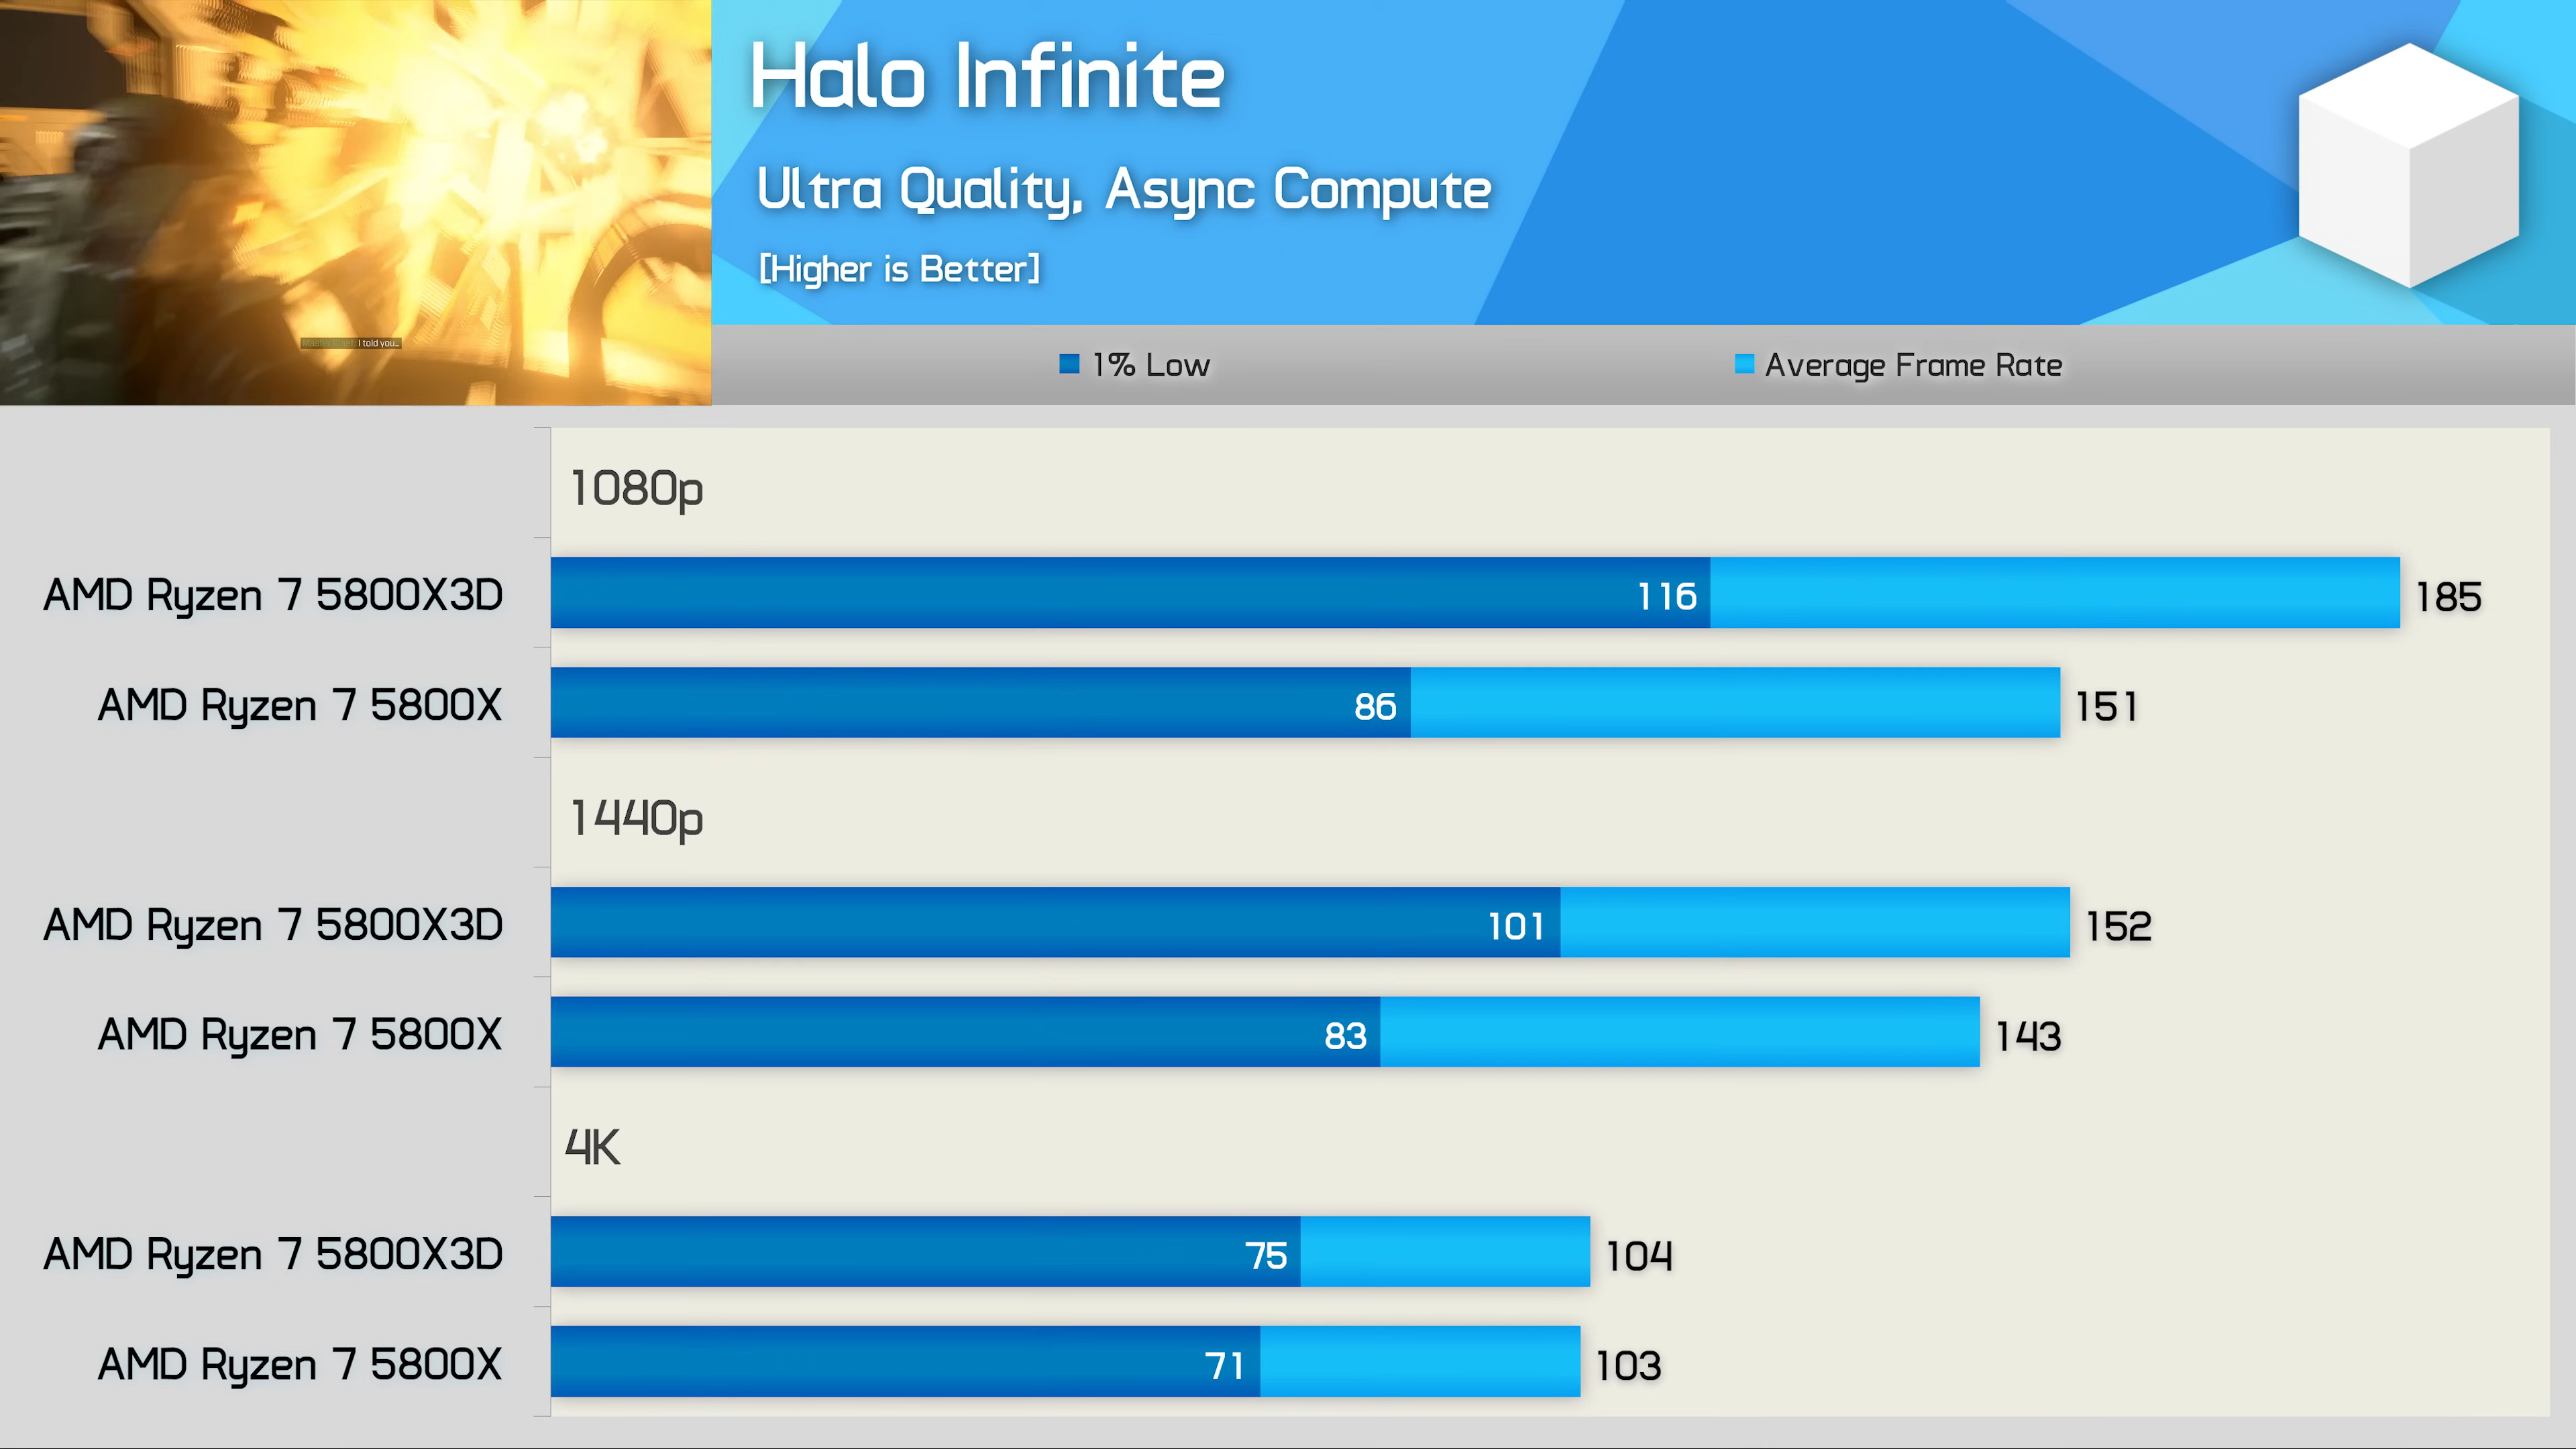 Halo Infinite
Ultra Quality, Async Compute
[Higher is Better]
I told you...
1% Low
Average Frame Rate
1080p
AMD Ryzen 7 5800X3D 116 185
AMD Ryzen 7 5800X 86 151
1440p
AMD Ryzen 7 5800X3D 101 152
AMD Ryzen 7 5800X 83 143
4K
AMD Ryzen 7 5800X3D 75 104
AMD Ryzen 7 5800X 71 103